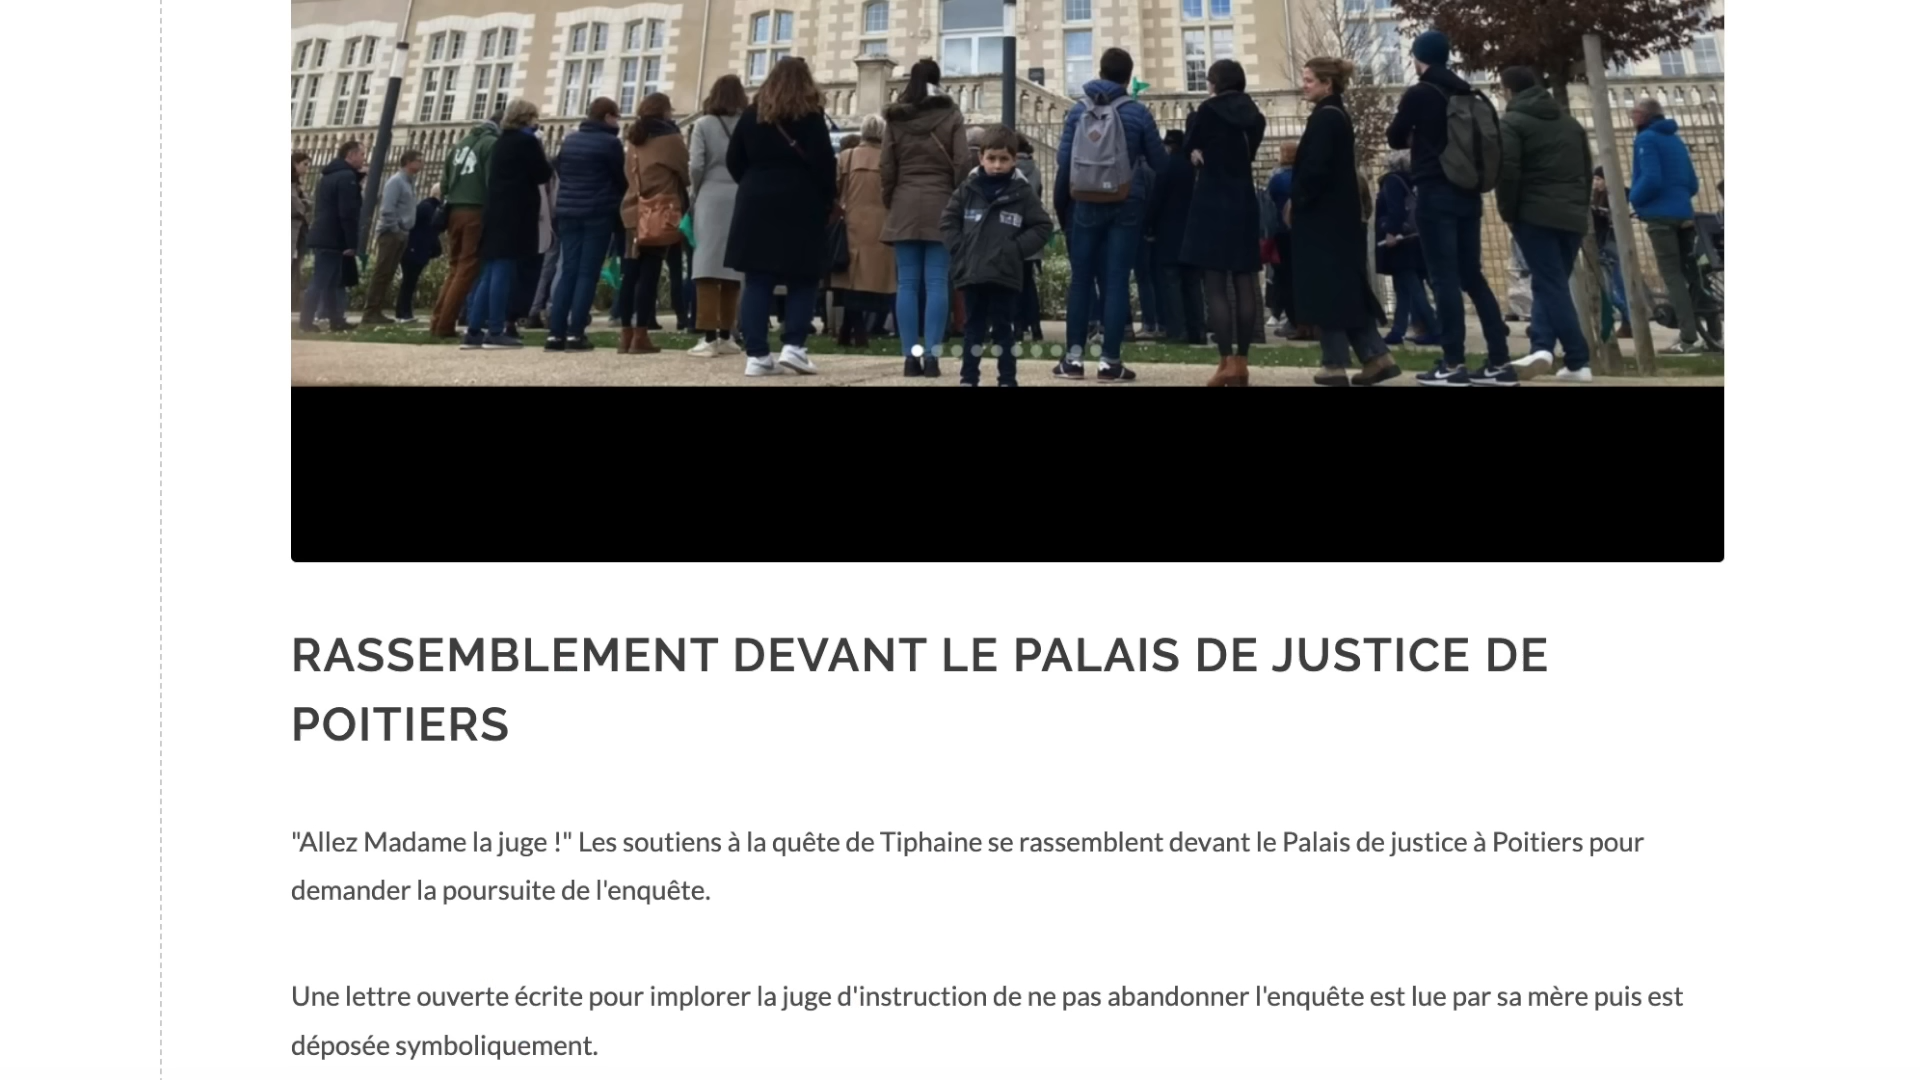 RASSEMBLEMENT DEVANT LE PALAIS DE JUSTICE DE
POITIERS
"Allez Madame la juge !" Les soutiens à la quête de Tiphaine se rassemblent devant le Palais de justice à Poitiers pour
demander la poursuite de l'enquête.
Une lettre ouverte écrite pour implorer la juge d'instruction de ne pas abandonner l'enquête est lue par sa mère puis est
déposée symboliquement.